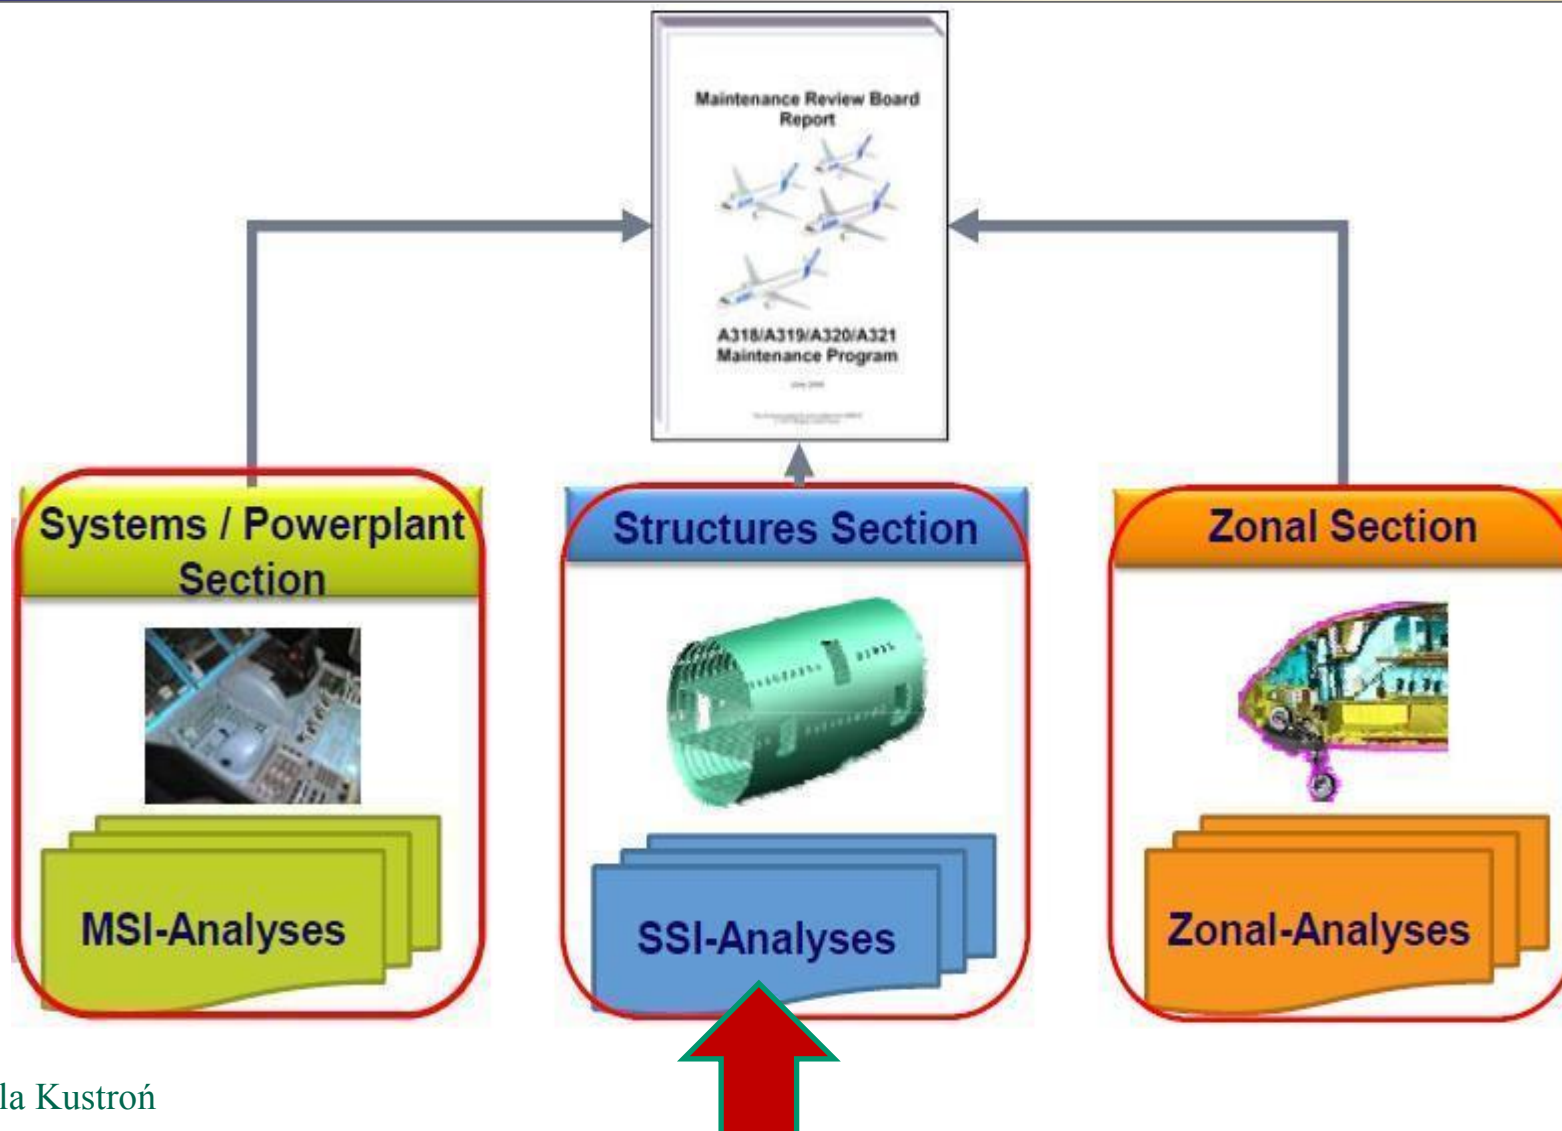 Maintenance Review Board
Report
A318/A319/A320/A321
Maintenance Program
Systems / Powerplant
Section
Structures Section
Zonal Section
MSI-Analyses
SSI-Analyses
Zonal-Analyses
la Kustroń